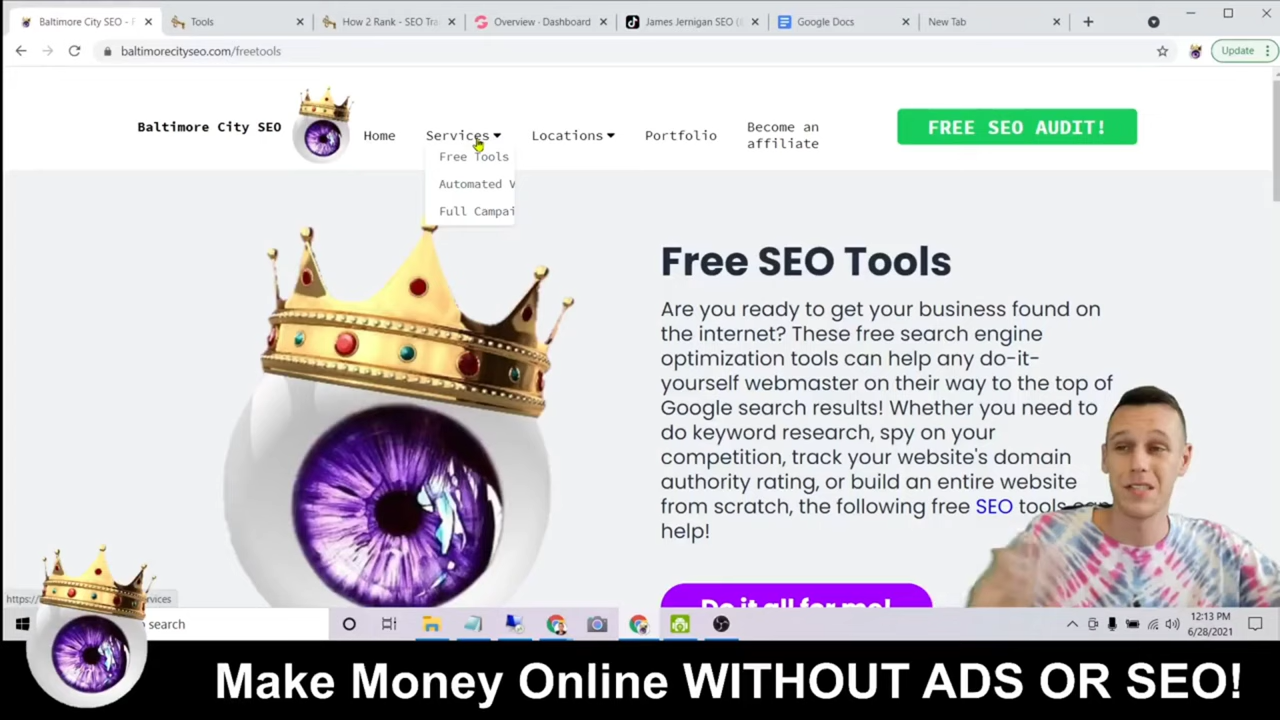 Baltimore City SEO - F
Tools
How 2 Rank - SEO Tra
Overview - Dashboard
James Jernigan SEO (
Google Docs
New Tab
baltimorecityseo.com/freetools
Update
Baltimore City SEO
Home
Services
Locations
Portfolio
Become an
affiliate
FREE SEO AUDIT!
Free Tools
Automated V
Full Campai
Free SEO Tools
Are you ready to get your business found on
the internet? These free search engine
optimization tools can help any do-it-
yourself webmaster on their way to the top of
Google search results! Whether you need to
do keyword research, spy on your
competition, track your website's domain
authority rating, or build an entire website
from scratch, the following free SEO tools can
help!
Do it all for me!
search
12:13 PM
6/28/2021
Make Money Online WITHOUT ADS OR SEO!